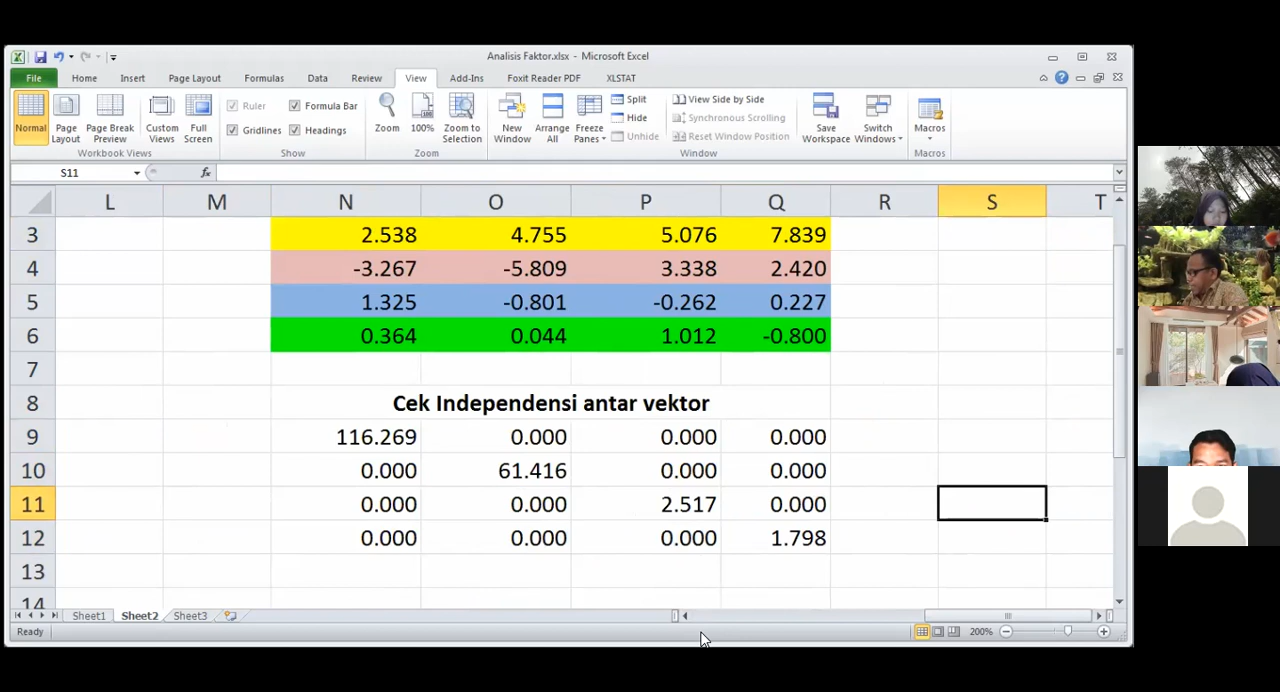 Analisis Faktor.xlsx - Microsoft Excel
File Home Insert Page Layout Formulas Data Review View Add-Ins Foxit Reader PDF XLSTAT
Normal
Page Layout
Page Break Preview
Custom Views
Full Screen
Workbook Views
Ruler
Formula Bar
Gridlines
Headings
Show
Zoom
100%
Zoom to Selection
Zoom
New Window
Arrange All
Freeze Panes
Split
Hide
Unhide
View Side by Side
Synchronous Scrolling
Reset Window Position
Window
Save Workspace
Switch Windows
Macros
Macros
S11 fx
L M N O P Q R S T
3 2.538 4.755 5.076 7.839
4 -3.267 -5.809 3.338 2.420
5 1.325 -0.801 -0.262 0.227
6 0.364 0.044 1.012 -0.800
7
8 Cek Independensi antar vektor
9 116.269 0.000 0.000 0.000
10 0.000 61.416 0.000 0.000
11 0.000 0.000 2.517 0.000
12 0.000 0.000 0.000 1.798
13
14
Sheet1 Sheet2 Sheet3
Ready 200%